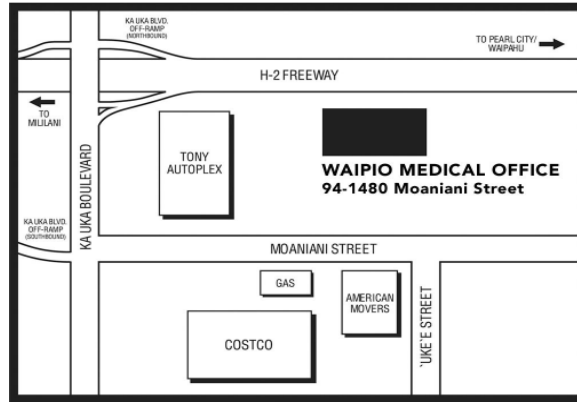 KA UKA BLVD.
OFF-RAMP
(NORTHBOUND)
TO PEARL CITY/
WAIPAHU
H-2 FREEWAY
TO
MILILANI
TONY
AUTOPLEX
WAIPIO MEDICAL OFFICE
94-1480 Moaniani Street
KA UKA BOULEVARD
KA UKA BLVD.
OFF-RAMP
(SOUTHBOUND)
MOANIANI STREET
GAS
AMERICAN
MOVERS
'UKE'E STREET
COSTCO